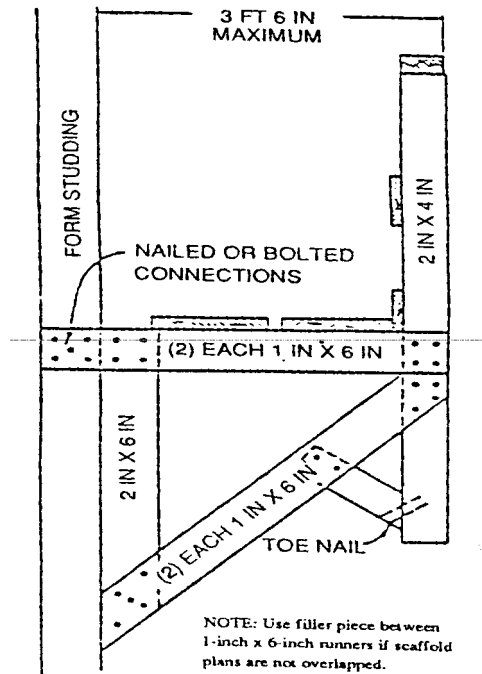 3 FT 6 IN
MAXIMUM
FORM STUDDING
2 IN X 4 IN
NAILED OR BOLTED
CONNECTIONS
(2) EACH 1 IN X 6 IN
2 IN X 6 IN
(2) EACH 1 IN X 6 IN
TOE NAIL
NOTE: Use filler piece between
1-inch x 6-inch runners if scaffold
plans are not overlapped.